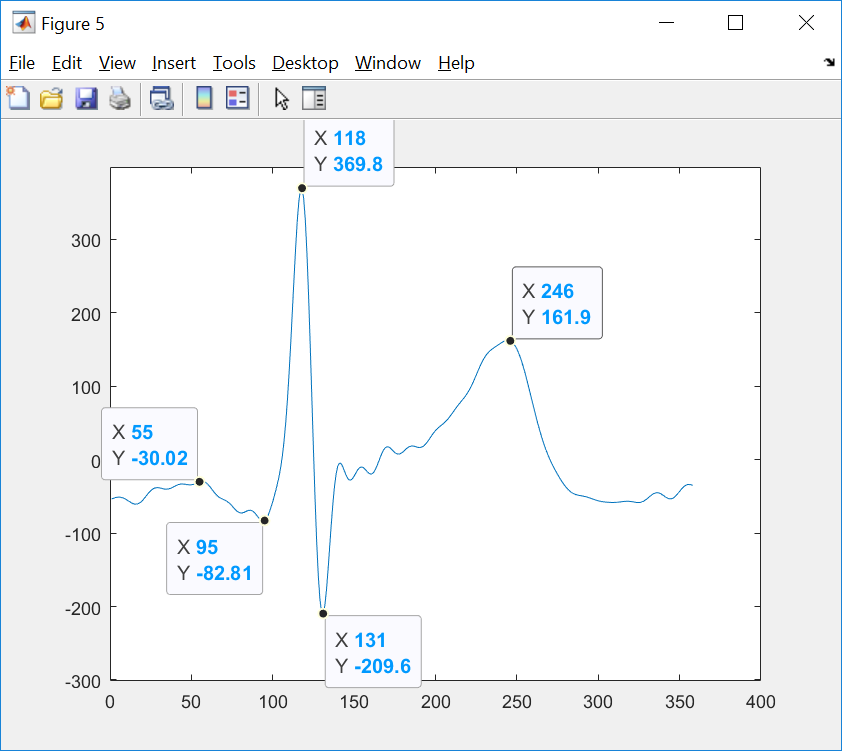 Figure 5
File Edit View Insert Tools Desktop Window Help
X 118
Y 369.8
X 246
Y 161.9
X 55
Y -30.02
X 95
Y -82.81
X 131
Y -209.6
300
200
100
0
-100
-200
-300
0 50 100 150 200 250 300 350 400